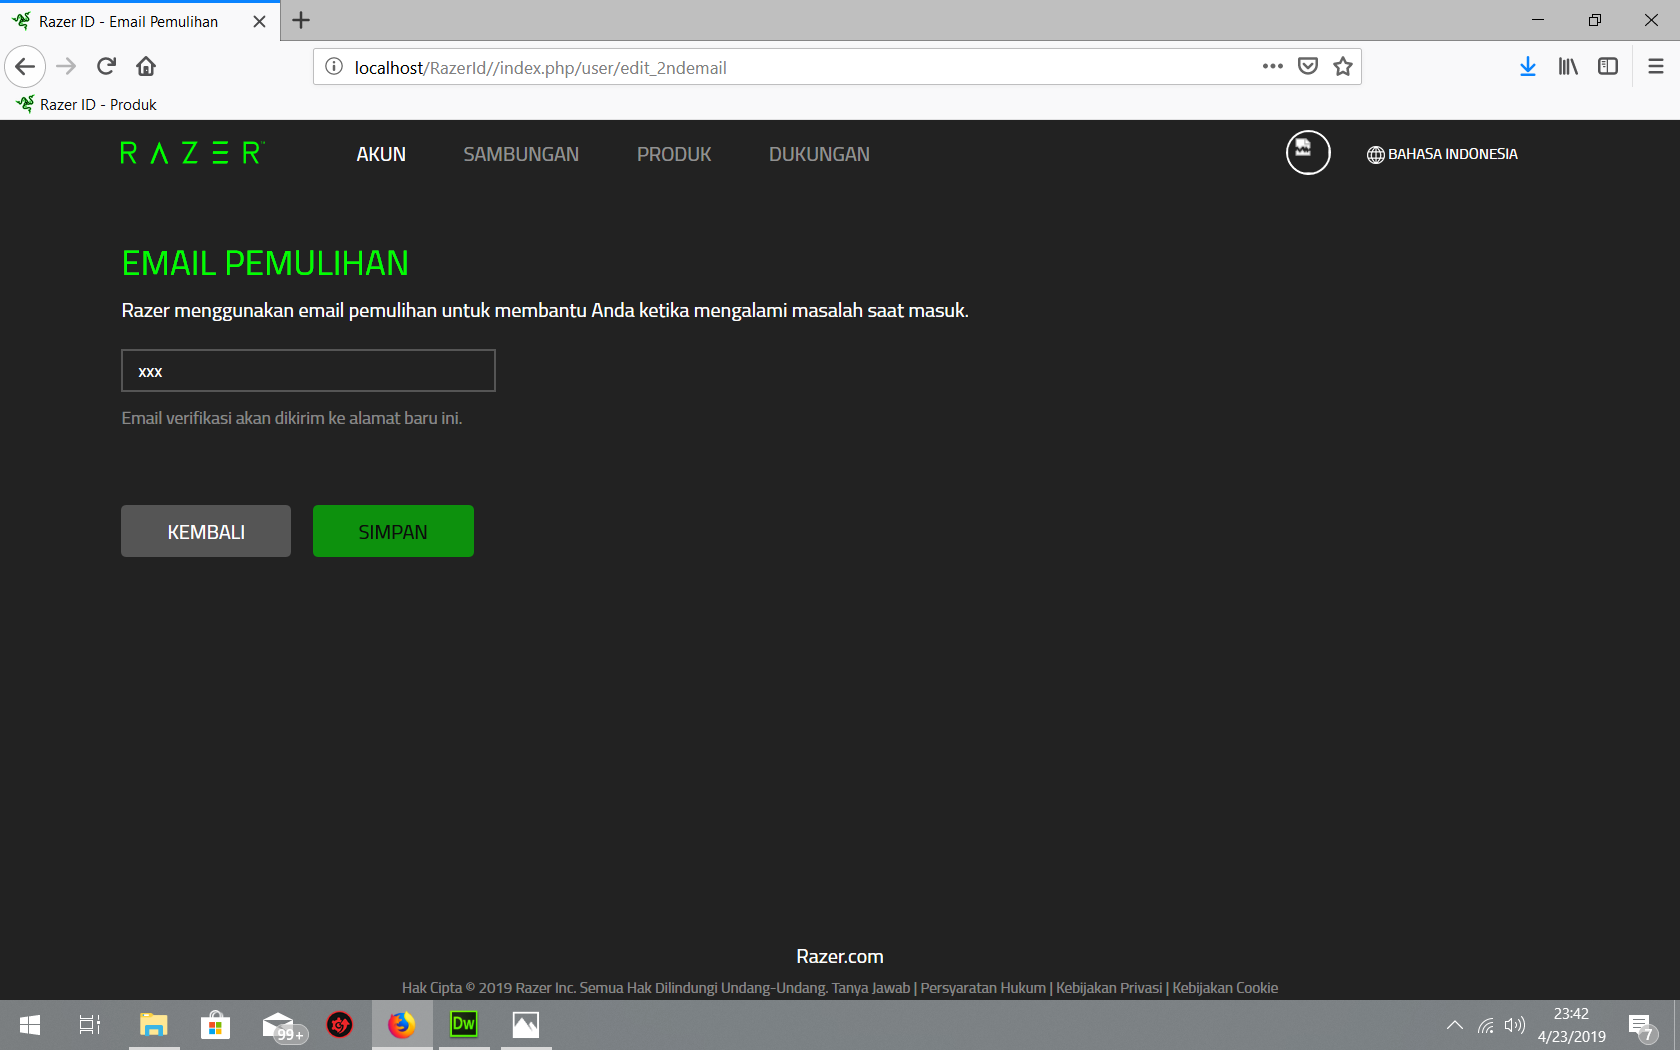 Razer ID - Email Pemulihan
localhost/RazerId//index.php/user/edit_2ndemail
Razer ID - Produk
RAZER
AKUN SAMBUNGAN PRODUK DUKUNGAN BAHASA INDONESIA
EMAIL PEMULIHAN
Razer menggunakan email pemulihan untuk membantu Anda ketika mengalami masalah saat masuk.
xxx
Email verifikasi akan dikirim ke alamat baru ini.
KEMBALI SIMPAN
Razer.com
Hak Cipta © 2019 Razer Inc. Semua Hak Dilindungi Undang-Undang. Tanya Jawab | Persyaratan Hukum | Kebijakan Privasi | Kebijakan Cookie
99+
Dw
23:42
4/23/2019
7